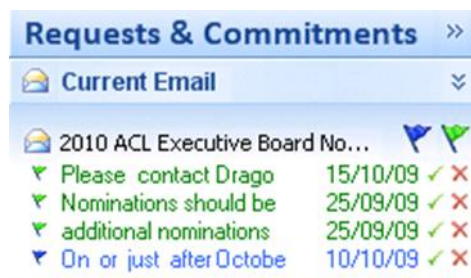 Requests & Commitments »
Current Email
2010 ACL Executive Board No...
Please contact Drago 15/10/09
Nominations should be 25/09/09
additional nominations 25/09/09
On or just after Octobe 10/10/09